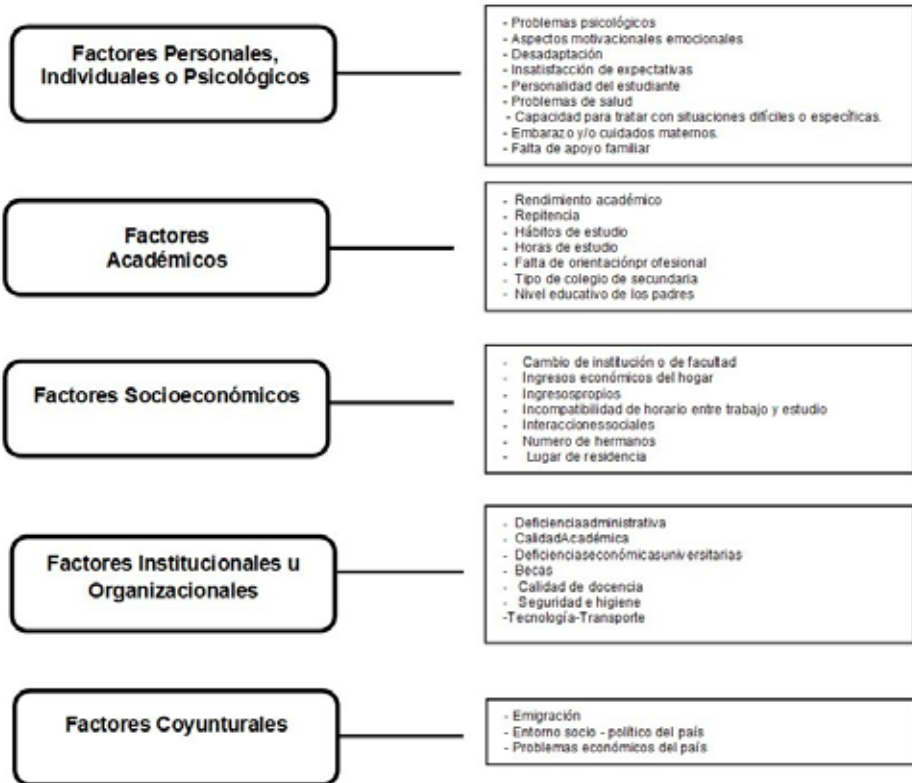 Factores Personales,
Individuales o Psicológicos
- Problemas psicológicos
- Aspectos motivacionales emocionales
- Desadaptación
- Insatisfacción de expectativas
- Personalidad del estudiante
- Problemas de salud
- Capacidad para tratar con situaciones difíciles o específicas.
- Embarazo y/o cuidados maternos.
- Falta de apoyo familiar
Factores
Académicos
- Rendimiento académico
- Repitencia
- Hábitos de estudio
- Horas de estudio
- Falta de orientaciónpr ofesional
- Tipo de colegio de secundaria
- Nivel educativo de los padres
Factores Socioeconómicos
- Cambio de institución o de facultad
- Ingresos económicos del hogar
- Ingresospropios
- Incompatibilidad de horario entre trabajo y estudio
- Interaccionessociales
- Numero de hermanos
- Lugar de residencia
Factores Institucionales u
Organizacionales
- Deficienciaadministrativa
- CalidadAcadémica
- Deficienciaseconómicasuniversitarias
- Becas
- Calidad de docencia
- Seguridad e higiene
-Tecnología-Transporte
Factores Coyunturales
- Emigración
- Entorno socio - político del país
- Problemas económicos del país